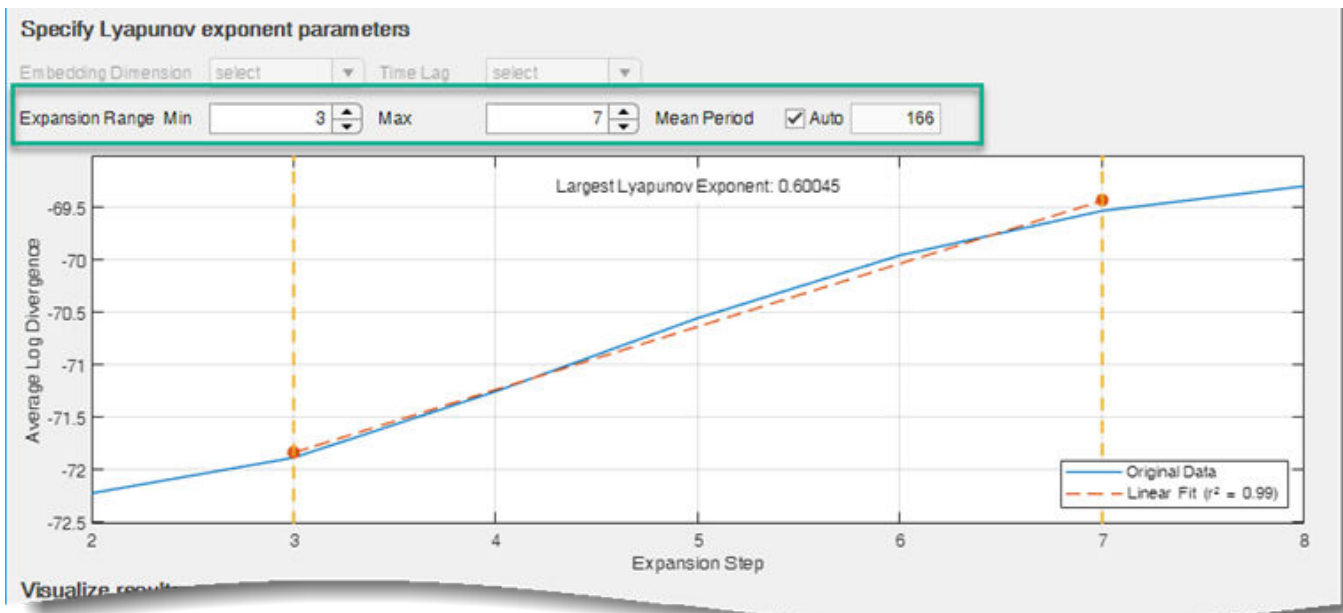 Specify Lyapunov exponent parameters
Embedding Dimension select Time Lag select
Expansion Range Min 3 Max 7 Mean Period Auto 166
Largest Lyapunov Exponent: 0.60045
-69.5
-70
-70.5
-71
-71.5
-72
-72.5
Average Log Divergence
Original Data
Linear Fit (r² = 0.99)
2 3 4 5 6 7 8
Expansion Step
Visualize results